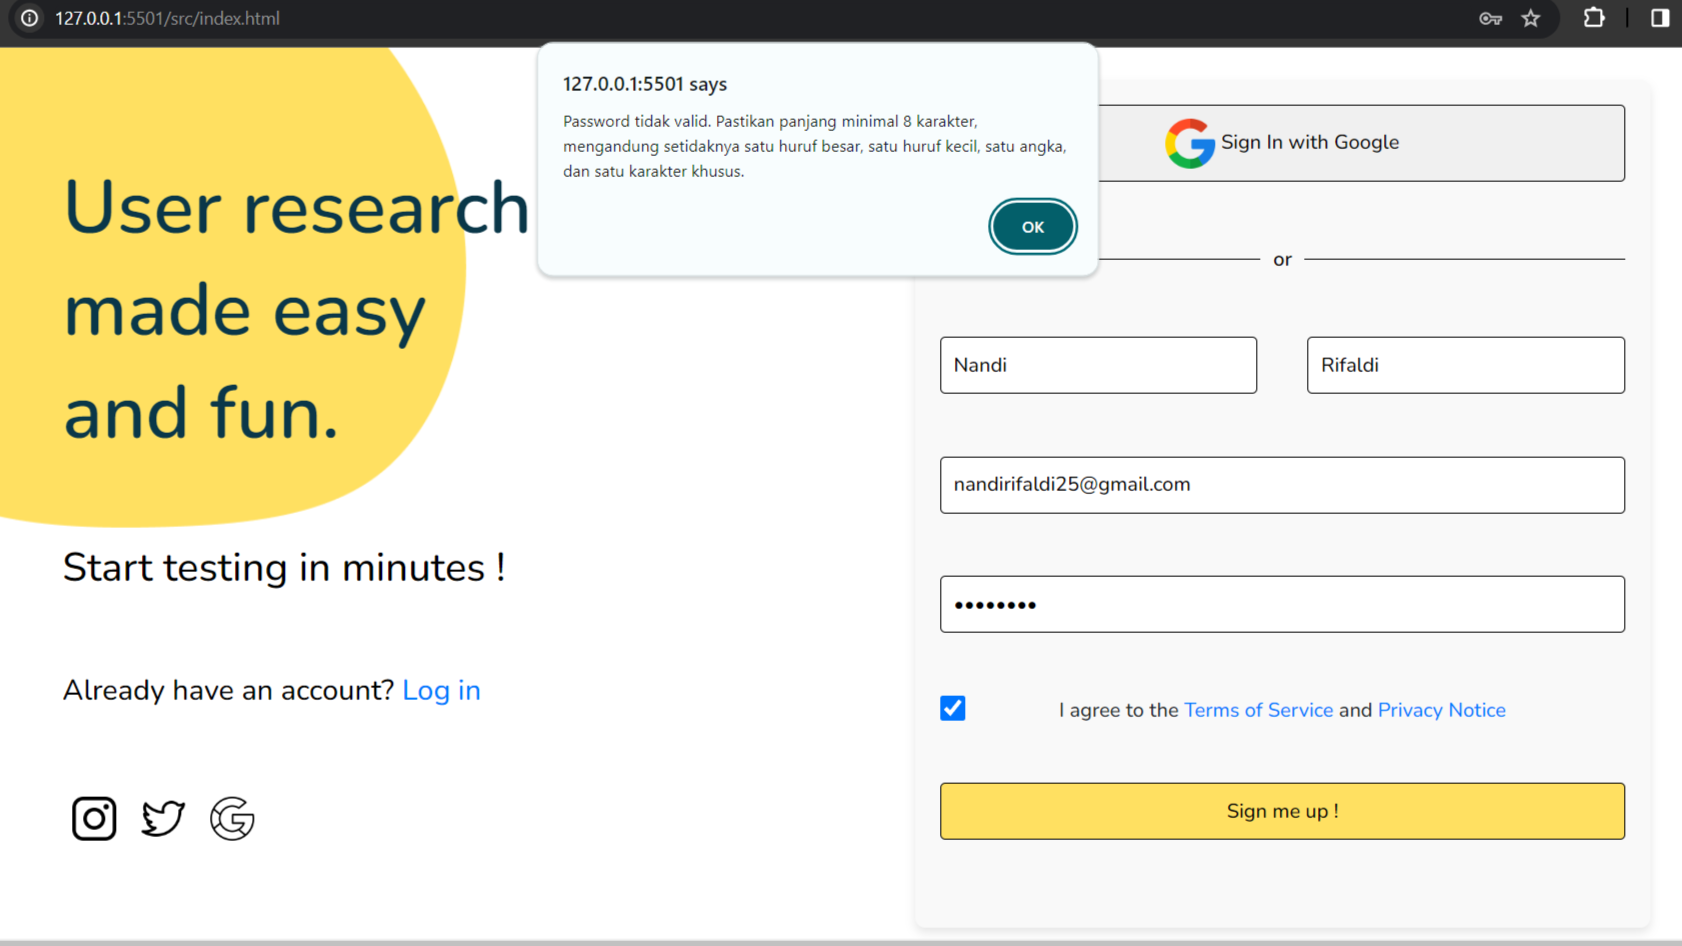 127.0.0.1:5501/src/index.html
127.0.0.1:5501 says
Password tidak valid. Pastikan panjang minimal 8 karakter,
mengandung setidaknya satu huruf besar, satu huruf kecil, satu angka,
dan satu karakter khusus.
OK
User research
made easy
and fun.
Start testing in minutes !
Already have an account? Log in
Sign In with Google
or
Nandi
Rifaldi
nandirifaldi25@gmail.com
••••••••
I agree to the Terms of Service and Privacy Notice
Sign me up !